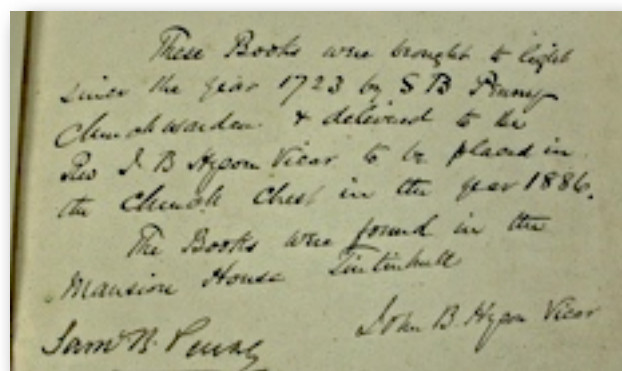 These Books were brought to light
since the year 1723 by S B Penny
Churchwarden & delivered to the
Rev J. B Hyson Vicar to be placed in
the Church Chest in the year 1886.
The Books were found in the
Mansion House Tintinhull
John B. Hyson Vicar
Saml B. Penny